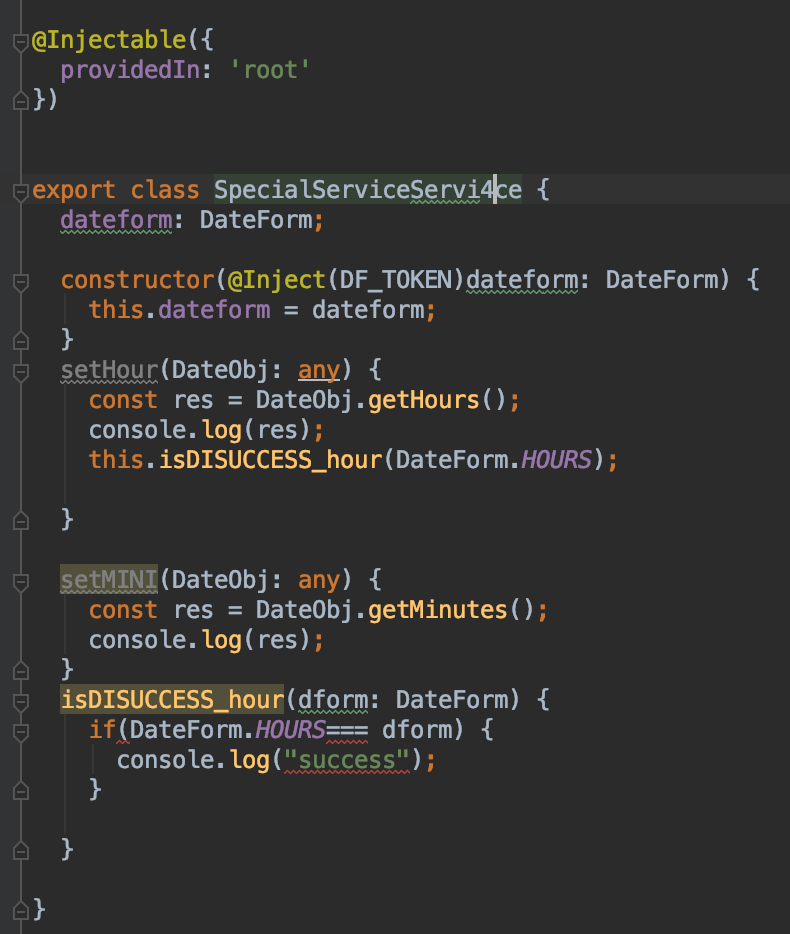 @Injectable({
  providedIn: 'root'
})
export class SpecialServiceServi4ce {
  dateform: DateForm;
  constructor(@Inject(DF_TOKEN)dateform: DateForm) {
    this.dateform = dateform;
  }
  setHour(DateObj: any) {
    const res = DateObj.getHours();
    console.log(res);
    this.isDISUCCESS_hour(DateForm.HOURS);
  }
  setMINI(DateObj: any) {
    const res = DateObj.getMinutes();
    console.log(res);
  }
  isDISUCCESS_hour(dform: DateForm) {
    if(DateForm.HOURS=== dform) {
      console.log("success");
    }
  }
}